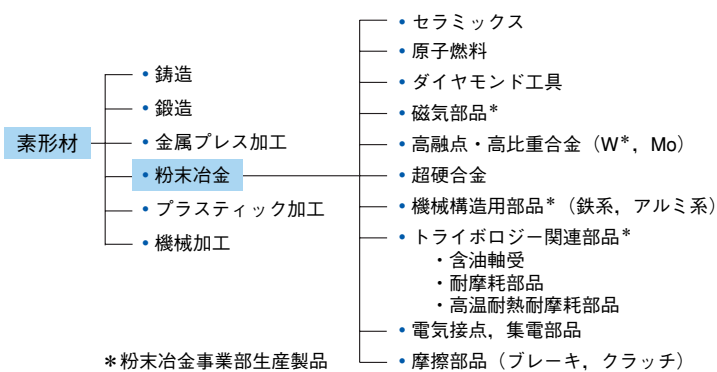 素形材
• 鋳造
• 鍛造
• 金属プレス加工
• 粉末冶金
• プラスティック加工
• 機械加工
• セラミックス
• 原子燃料
• ダイヤモンド工具
• 磁気部品*
• 高融点・高比重合金（W*，Mo）
• 超硬合金
• 機械構造用部品*（鉄系，アルミ系）
• トライボロジー関連部品*
・含油軸受
・耐摩耗部品
・高温耐熱耐摩耗部品
• 電気接点，集電部品
• 摩擦部品（ブレーキ，クラッチ）
＊粉末冶金事業部生産製品